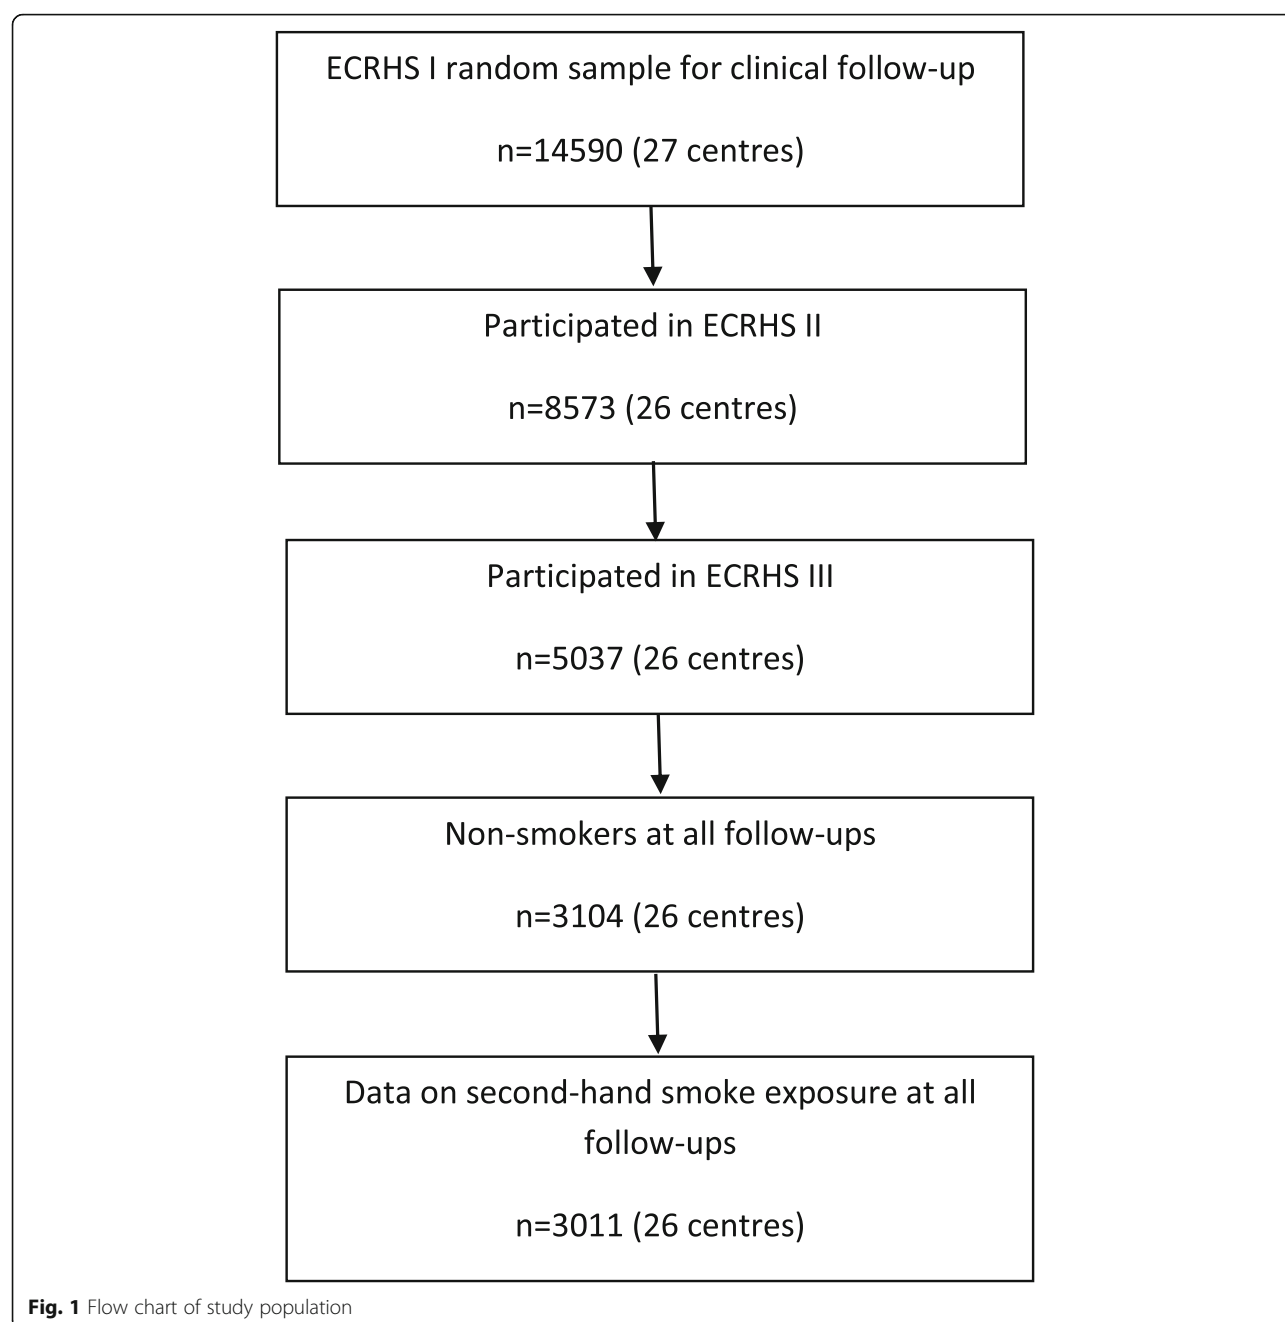 ECRHS I random sample for clinical follow-up
n=14590 (27 centres)
Participated in ECRHS II
n=8573 (26 centres)
Participated in ECRHS III
n=5037 (26 centres)
Non-smokers at all follow-ups
n=3104 (26 centres)
Data on second-hand smoke exposure at all
follow-ups
n=3011 (26 centres)
Fig. 1 Flow chart of study population